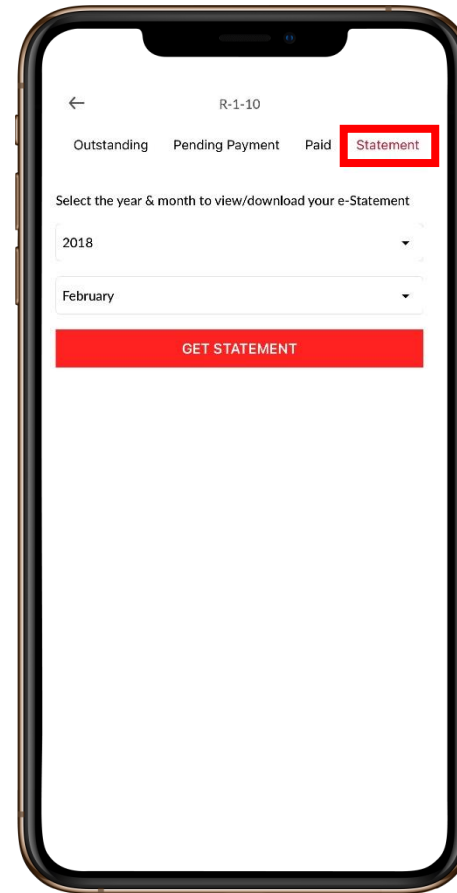 R-1-10
Outstanding Pending Payment Paid Statement
Select the year & month to view/download your e-Statement
2018
February
GET STATEMENT